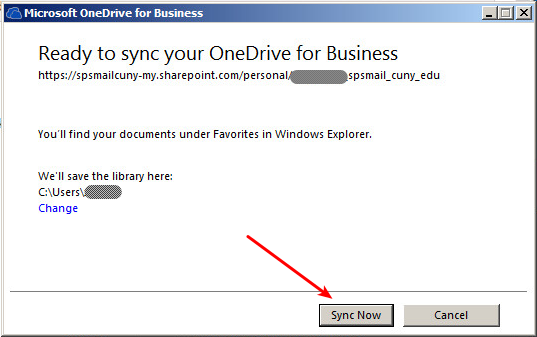 Microsoft OneDrive for Business
Ready to sync your OneDrive for Business
https://spsmailcuny-my.sharepoint.com/personal/ spsmail_cuny_edu
You'll find your documents under Favorites in Windows Explorer.
We'll save the library here:
C:\Users\
Change
Sync Now
Cancel